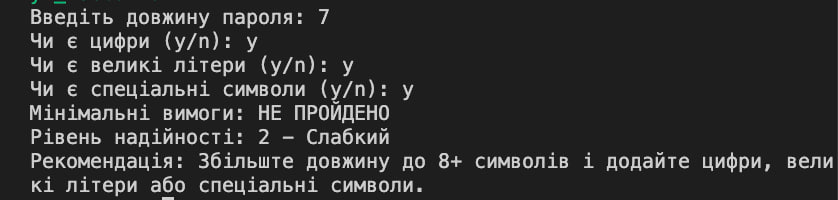 Введіть довжину пароля: 7
Чи є цифри (y/n): y
Чи є великі літери (y/n): y
Чи є спеціальні символи (y/n): y
Мінімальні вимоги: НЕ ПРОЙДЕНО
Рівень надійності: 2 – Слабкий
Рекомендація: Збільште довжину до 8+ символів і додайте цифри, вели
кі літери або спеціальні символи.